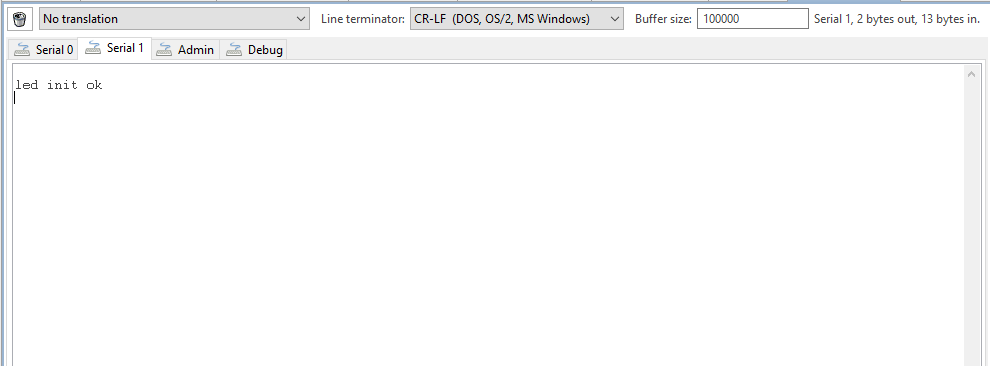 No translation Line terminator: CR-LF (DOS, OS/2, MS Windows) Buffer size: 100000 Serial 1, 2 bytes out, 13 bytes in.
Serial 0 Serial 1 Admin Debug
led init ok